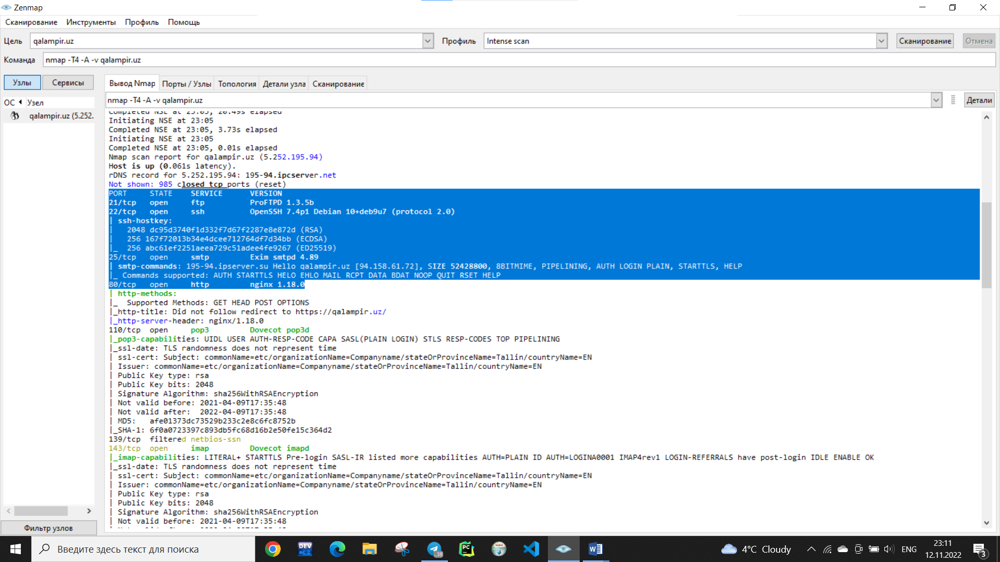 Zenmap
Сканирование Инструменты Профиль Помощь
Цель qalampir.uz Профиль Intense scan Сканирование Отмена
Команда nmap -T4 -A -v qalampir.uz
Узлы Сервисы
Вывод Nmap Порты / Узлы Топология Детали узла Сканирование
ОС Узел
qalampir.uz (5.252.
nmap -T4 -A -v qalampir.uz Детали
Completed NSE at 23:05, 20.49s elapsed
Initiating NSE at 23:05
Completed NSE at 23:05, 3.73s elapsed
Initiating NSE at 23:05
Completed NSE at 23:05, 0.01s elapsed
Nmap scan report for qalampir.uz (5.252.195.94)
Host is up (0.061s latency).
rDNS record for 5.252.195.94: 195-94.ipcserver.net
Not shown: 985 closed tcp ports (reset)
PORT STATE SERVICE VERSION
21/tcp open ftp ProFTPD 1.3.5b
22/tcp open ssh OpenSSH 7.4p1 Debian 10+deb9u7 (protocol 2.0)
| ssh-hostkey:
| 2048 dc95d3740f1d332f7d67f2287e8e872d (RSA)
| 256 167f72013b34e4dcee712764df7d34bb (ECDSA)
|_ 256 abc61ef2251aeea729c51adee4fe9267 (ED25519)
25/tcp open smtp Exim smtpd 4.89
| smtp-commands: 195-94.ipserver.su Hello qalampir.uz [94.158.61.72], SIZE 52428800, 8BITMIME, PIPELINING, AUTH LOGIN PLAIN, STARTTLS, HELP
|_ Commands supported: AUTH STARTTLS HELO EHLO MAIL RCPT DATA BDAT NOOP QUIT RSET HELP
80/tcp open http nginx 1.18.0
| http-methods:
|_ Supported Methods: GET HEAD POST OPTIONS
|_http-title: Did not follow redirect to https://qalampir.uz/
|_http-server-header: nginx/1.18.0
110/tcp open pop3 Dovecot pop3d
|_pop3-capabilities: UIDL USER AUTH-RESP-CODE CAPA SASL(PLAIN LOGIN) STLS RESP-CODES TOP PIPELINING
|_ssl-date: TLS randomness does not represent time
| ssl-cert: Subject: commonName=etc/organizationName=Companyname/stateOrProvinceName=Tallin/countryName=EN
| Issuer: commonName=etc/organizationName=Companyname/stateOrProvinceName=Tallin/countryName=EN
| Public Key type: rsa
| Public Key bits: 2048
| Signature Algorithm: sha256WithRSAEncryption
| Not valid before: 2021-04-09T17:35:48
| Not valid after: 2022-04-09T17:35:48
| MD5: afe01373dc73529b233c2e8c6fc8752b
|_SHA-1: 6f0a0723397c893db5fc68d16b2e50fe15c364d2
139/tcp filtered netbios-ssn
143/tcp open imap Dovecot imapd
|_imap-capabilities: LITERAL+ STARTTLS Pre-login SASL-IR listed more capabilities AUTH=PLAIN ID AUTH=LOGINA0001 IMAP4rev1 LOGIN-REFERRALS have post-login IDLE ENABLE OK
|_ssl-date: TLS randomness does not represent time
| ssl-cert: Subject: commonName=etc/organizationName=Companyname/stateOrProvinceName=Tallin/countryName=EN
| Issuer: commonName=etc/organizationName=Companyname/stateOrProvinceName=Tallin/countryName=EN
| Public Key type: rsa
| Public Key bits: 2048
| Signature Algorithm: sha256WithRSAEncryption
| Not valid before: 2021-04-09T17:35:48
Фильтр узлов
Введите здесь текст для поиска
DEV
C++
38
PC
4°C Cloudy
ENG
23:11
12.11.2022
3